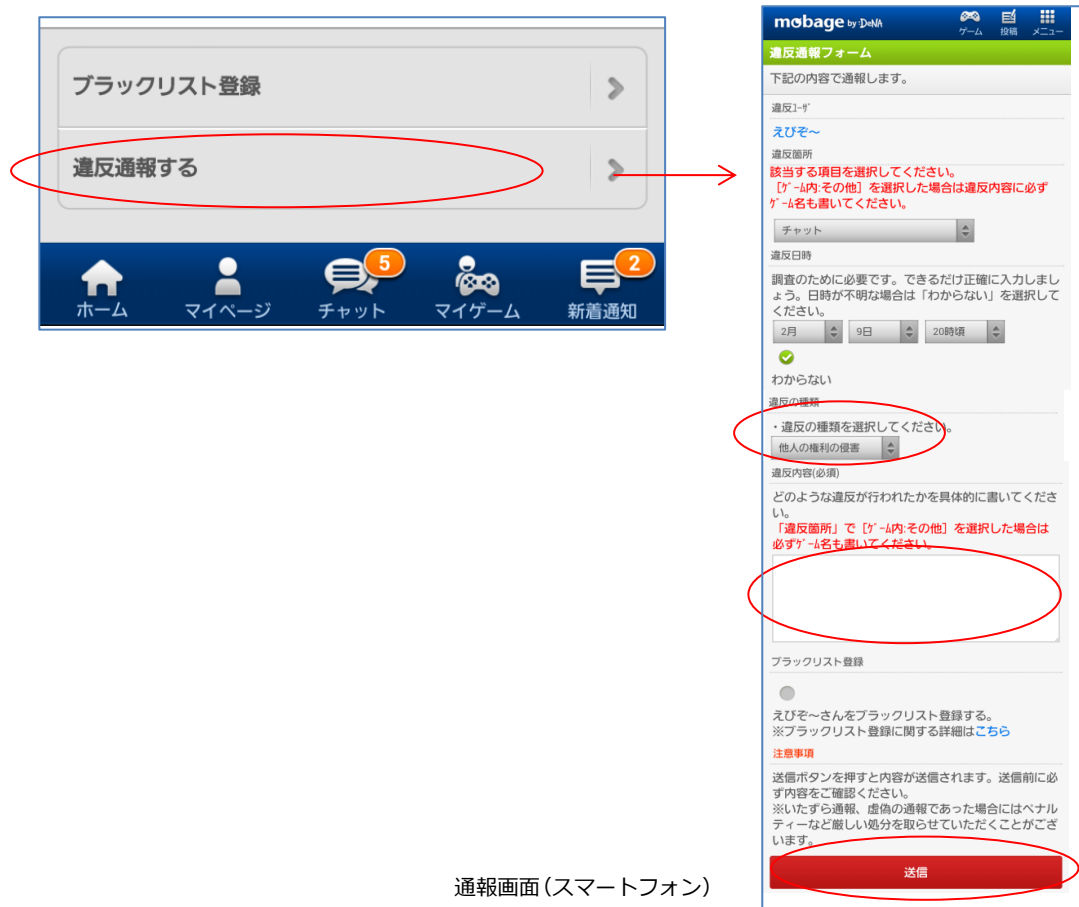 ブラックリスト登録
違反通報する
5
2
ホーム
マイページ
チャット
マイゲーム
新着通知
mobage by :DeNA
ゲーム
投稿
メニュー
違反通報フォーム
下記の内容で通報します。
違反ﾕｰｻﾞ
えびぞ～
違反箇所
該当する項目を選択してください。
［ｹﾞｰﾑ内:その他］を選択した場合は違反内容に必ず
ｹﾞｰﾑ名も書いてください。
チャット
違反日時
調査のために必要です。できるだけ正確に入力しまし
ょう。日時が不明な場合は「わからない」を選択して
ください。
2月
9日
20時頃
わからない
違反の種類
・違反の種類を選択してください。
他人の権利の侵害
違反内容(必須)
どのような違反が行われたかを具体的に書いてくださ
い。
「違反箇所」で［ｹﾞｰﾑ内:その他］を選択した場合は
必ずｹﾞｰﾑ名も書いてください。
ブラックリスト登録
えびぞ～さんをブラックリスト登録する。
※ブラックリスト登録に関する詳細はこちら
注意事項
送信ボタンを押すと内容が送信されます。送信前に必
ず内容をご確認ください。
※いたずら通報、虚偽の通報であった場合にはペナル
ティーなど厳しい処分を取らせていただくことがござ
います。
送信
通報画面（スマートフォン）